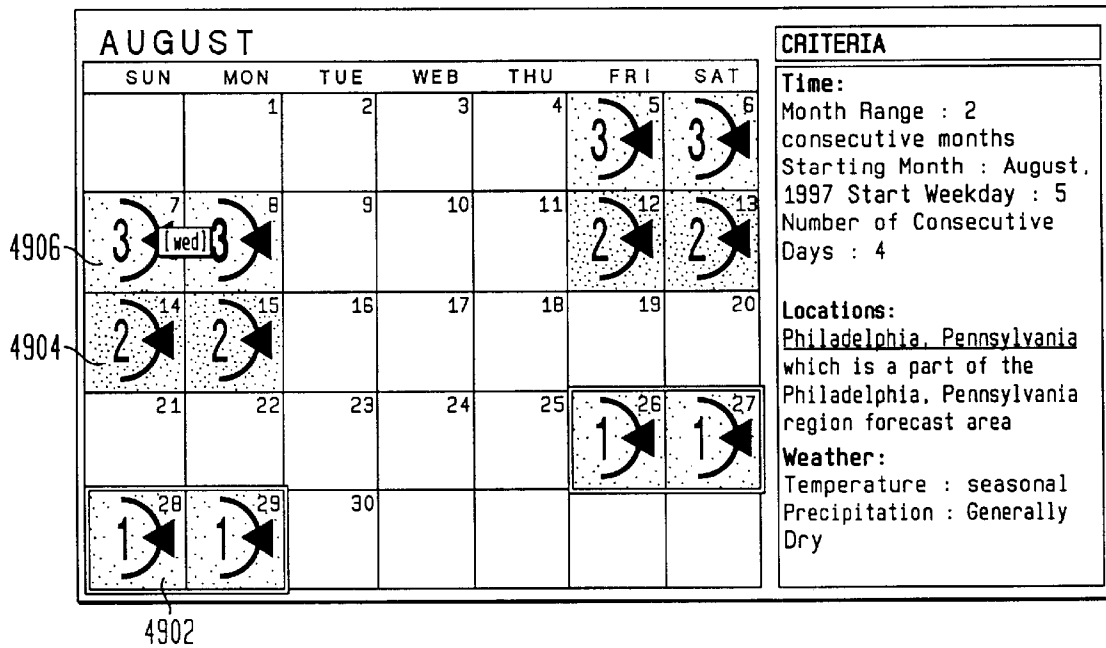 AUGUST
SUN MON TUE WEB THU FRI SAT
1 2 3 4 5 6
3 3
7 8 9 10 11 12 13
3 [wed] 3 2 2
4906
14 15 16 17 18 19 20
2 2
4904
21 22 23 24 25 26 27
1 1
28 29 30
1 1
4902
CRITERIA
Time:
Month Range : 2
consecutive months
Starting Month : August,
1997 Start Weekday : 5
Number of Consecutive
Days : 4
Locations:
Philadelphia, Pennsylvania
which is a part of the
Philadelphia, Pennsylvania
region forecast area
Weather:
Temperature : seasonal
Precipitation : Generally
Dry